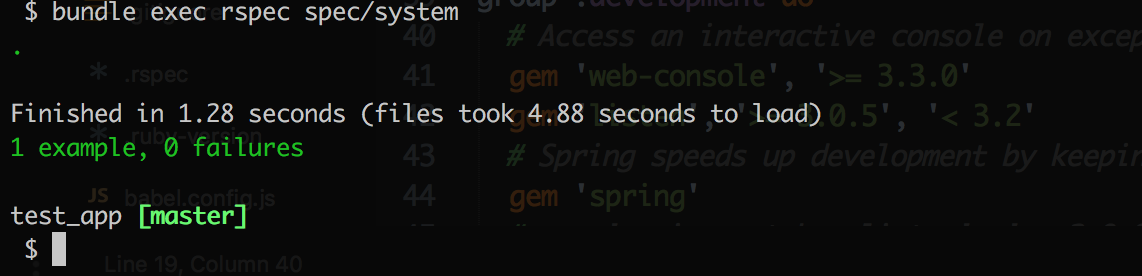 $ bundle exec rspec spec/system
.
Finished in 1.28 seconds (files took 4.88 seconds to load)
1 example, 0 failures
test_app [master]
$
.gitignore
* .rspec
.ruby-version
JS babel.config.js
Line 19, Column 40
group :development do
40 # Access an interactive console on excep
41 gem 'web-console', '>= 3.3.0'
gem 'listen', .0.5', '< 3.2'
43 # Spring speeds up development by keepin
44 gem 'spring'